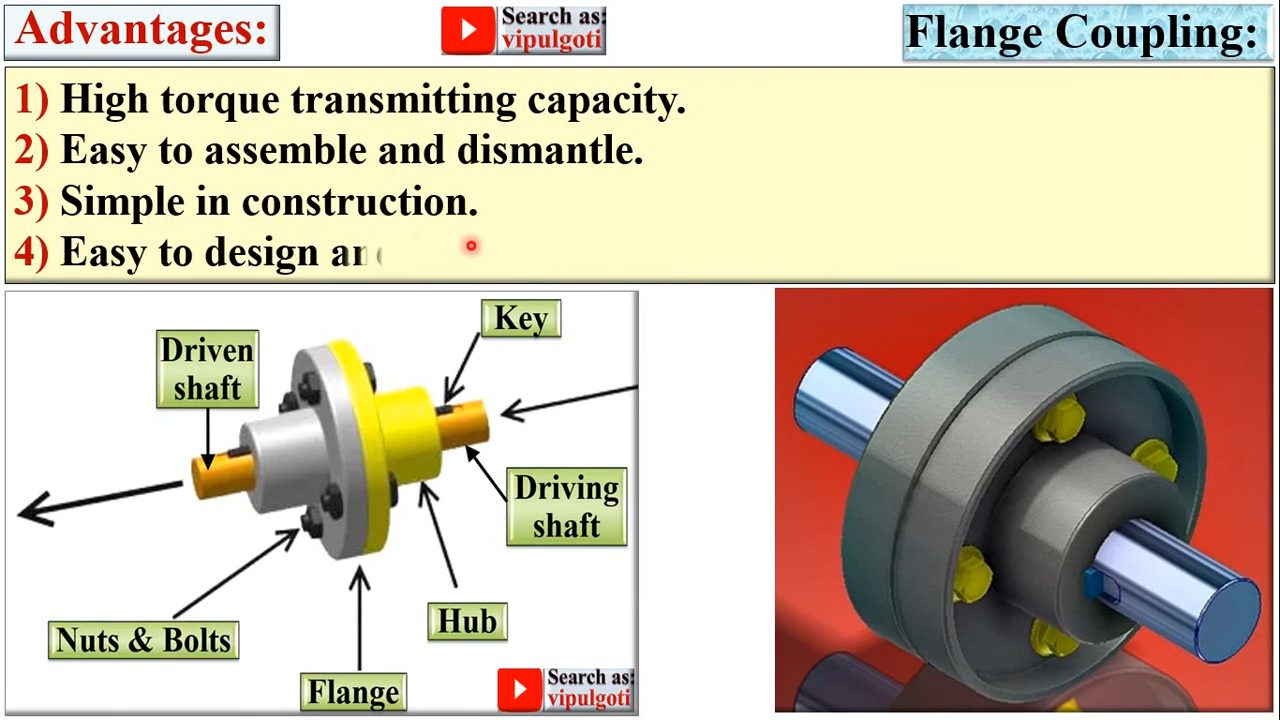 Advantages:
Search as:
vipulgoti
Flange Coupling:
1) High torque transmitting capacity.
2) Easy to assemble and dismantle.
3) Simple in construction.
4) Easy to design
Key
Driven
shaft
Driving
shaft
Hub
Nuts & Bolts
Flange
Search as:
vipulgoti